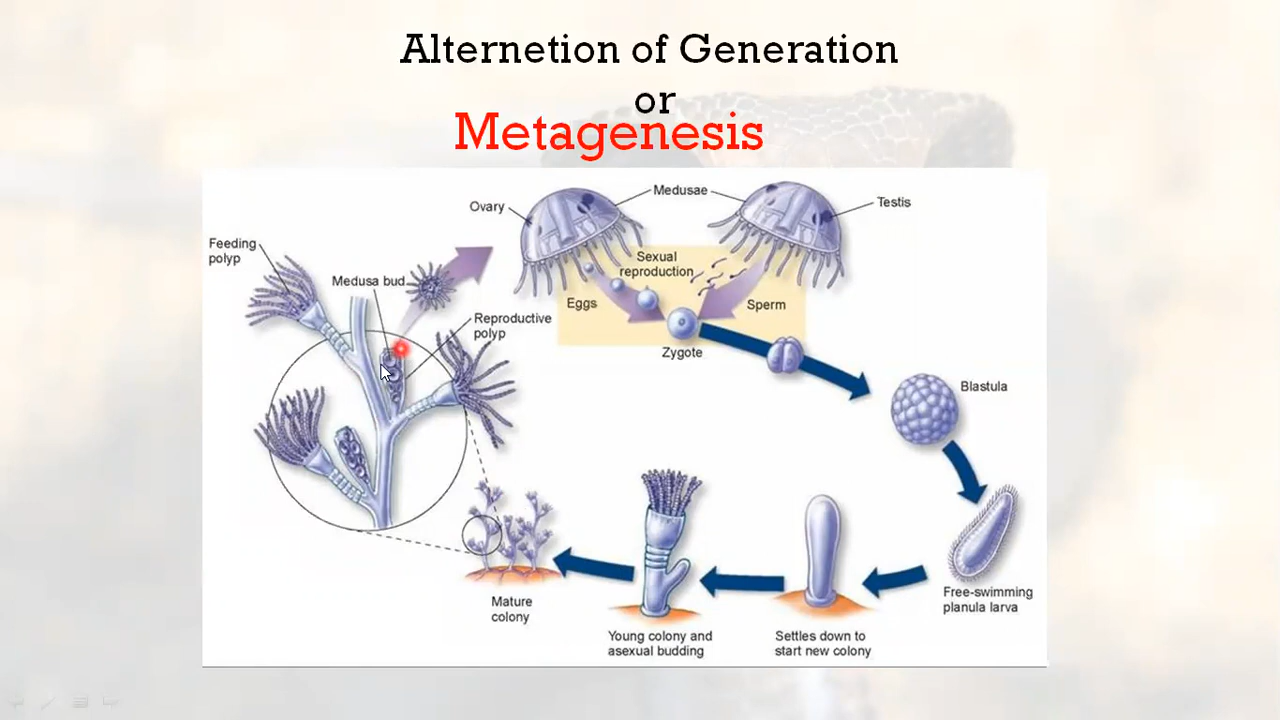 Alternetion of Generation
or
Metagenesis
Medusae
Ovary
Testis
Feeding
polyp
Sexual
reproduction
Medusa bud
Eggs
Sperm
Reproductive
polyp
Zygote
Blastula
Free-swimming
planula larva
Mature
colony
Young colony and
asexual budding
Settles down to
start new colony